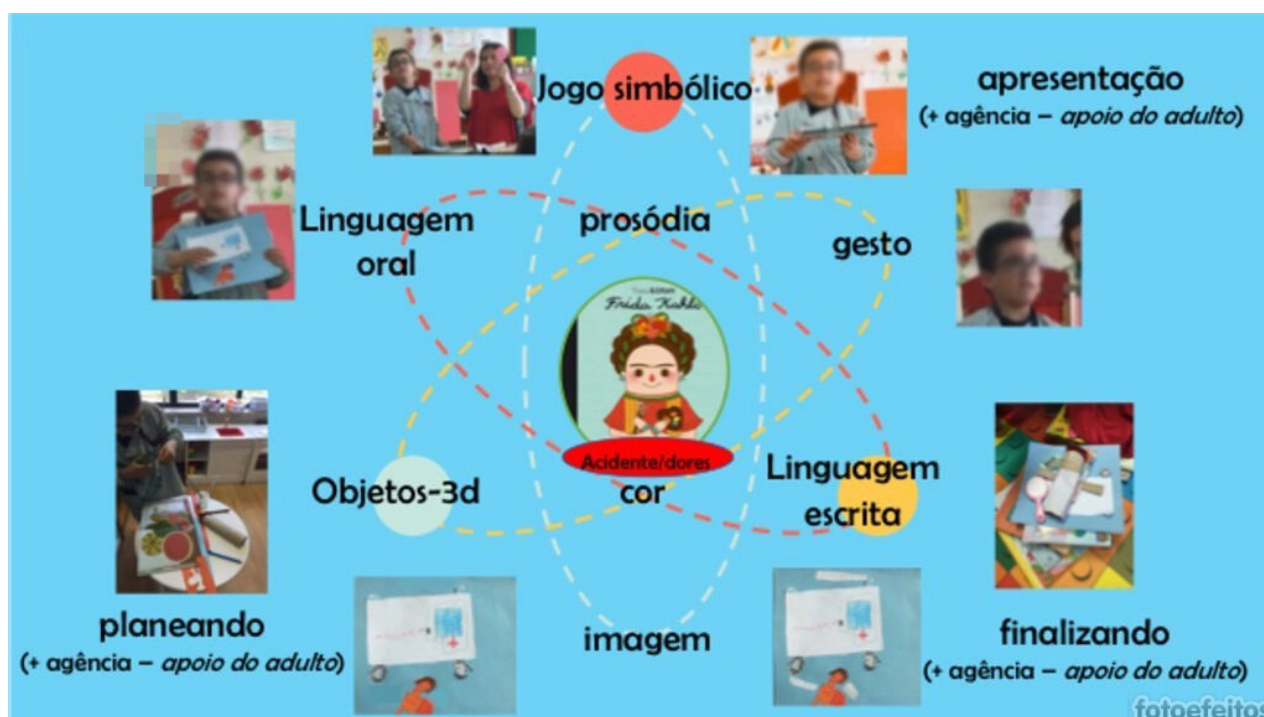 Jogo simbólico
apresentação
(+ agência – apoio do adulto)
Linguagem
oral
prosódia
gesto
Frida Kahlo
Acidente/dores
Objetos-3d
cor
Linguagem
escrita
planeando
(+ agência – apoio do adulto)
imagem
finalizando
(+ agência – apoio do adulto)
fotoefeitos